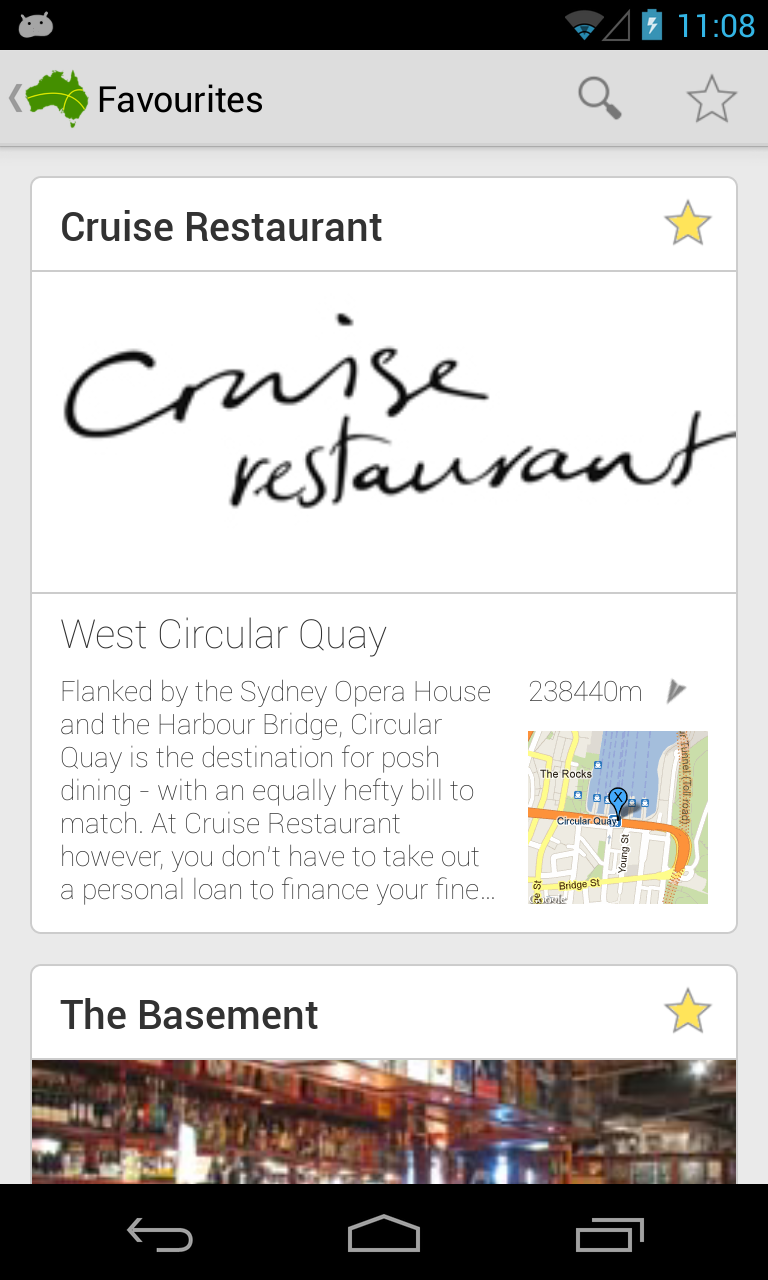 11:08
Favourites
Cruise Restaurant
Cruise
restaurant
West Circular Quay
Flanked by the Sydney Opera House
and the Harbour Bridge, Circular
Quay is the destination for posh
dining - with an equally hefty bill to
match. At Cruise Restaurant
however, you don't have to take out
a personal loan to finance your fine...
238440m
The Rocks
X
Circular Quay
Young St
Bridge St
r Tunnel (Toll road)
e St
Google
The Basement